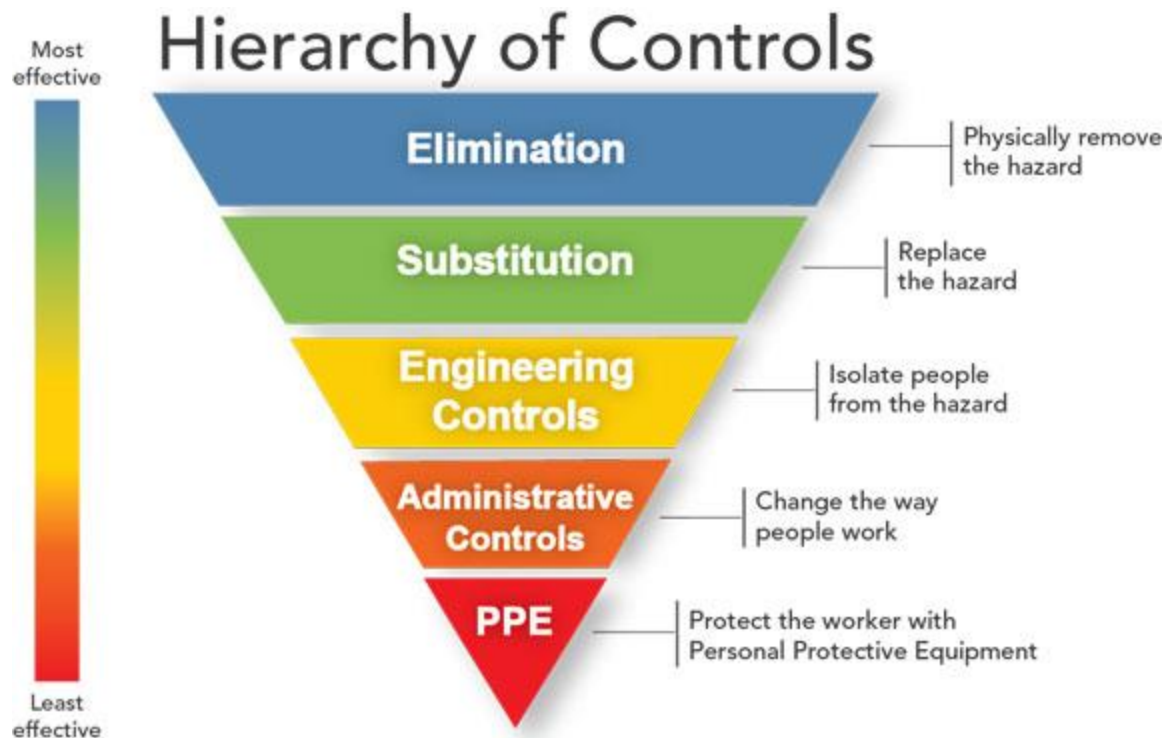 Hierarchy of Controls
Most
effective
Elimination
Physically remove
the hazard
Substitution
Replace
the hazard
Engineering
Controls
Isolate people
from the hazard
Administrative
Controls
Change the way
people work
PPE
Protect the worker with
Personal Protective Equipment
Least
effective